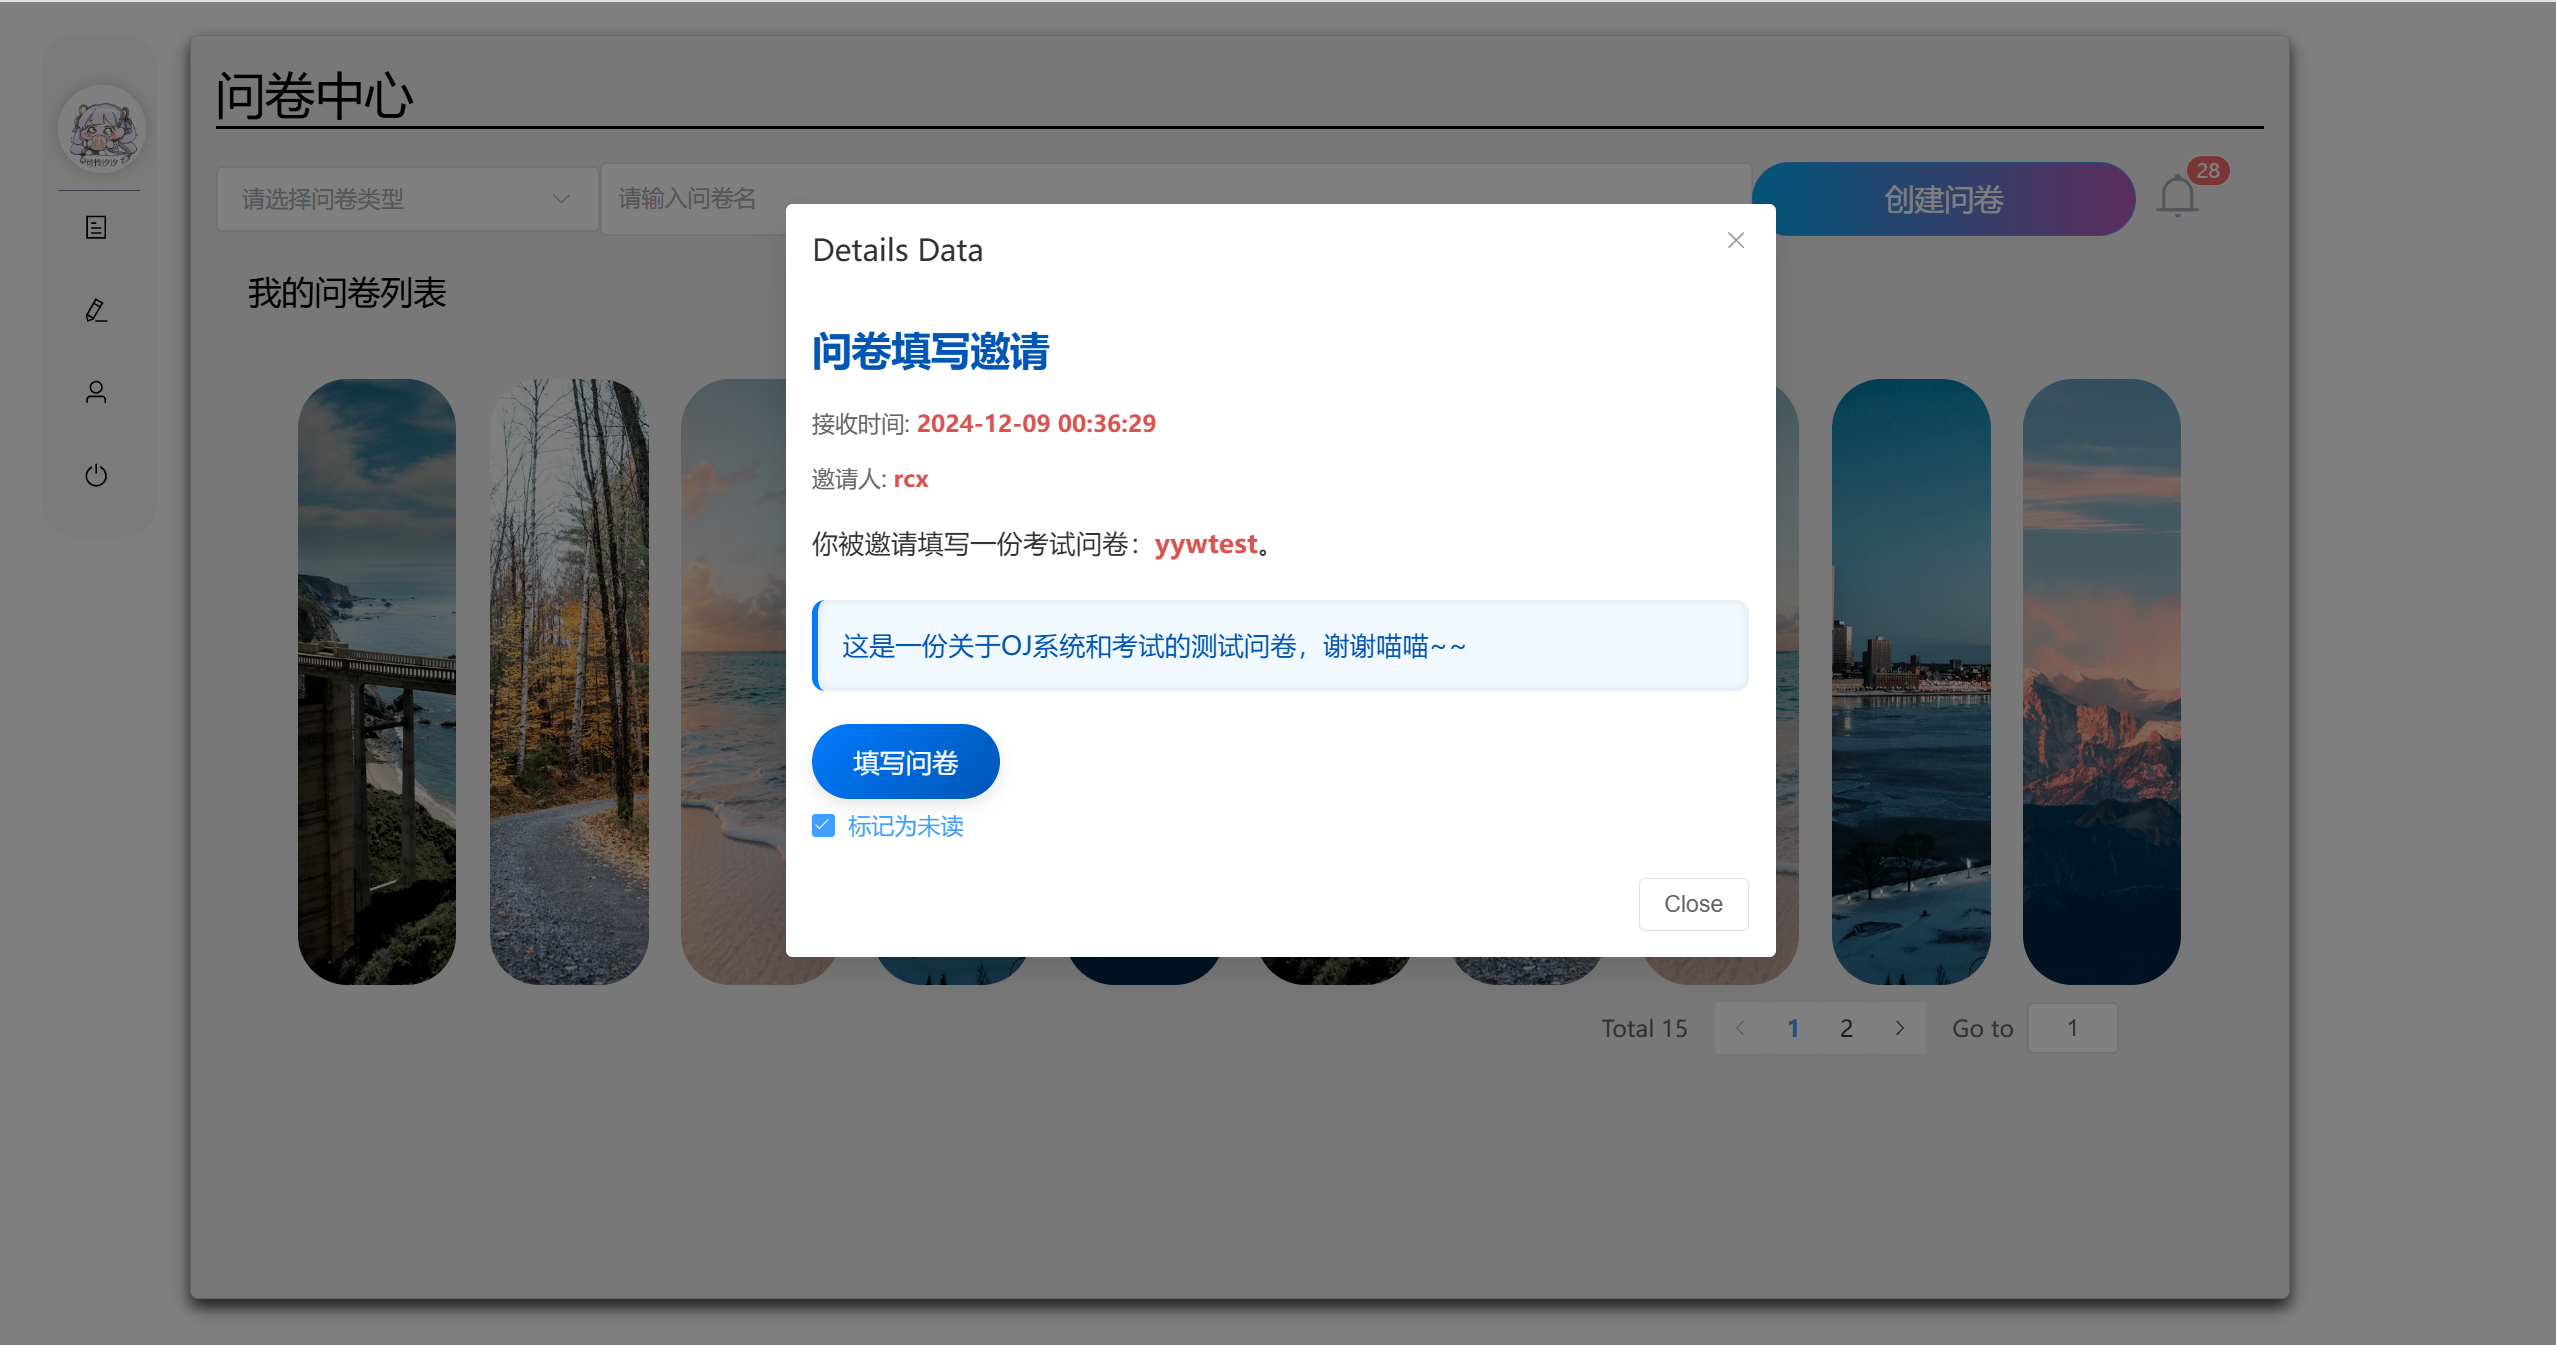 问卷中心
请选择问卷类型
请输入问卷名
创建问卷
28
我的问卷列表
Details Data
问卷填写邀请
接收时间: 2024-12-09 00:36:29
邀请人: rcx
你被邀请填写一份考试问卷：yywtest。
这是一份关于OJ系统和考试的测试问卷，谢谢喵喵~~
填写问卷
标记为未读
Close
Total 15
1
2
Go to
1